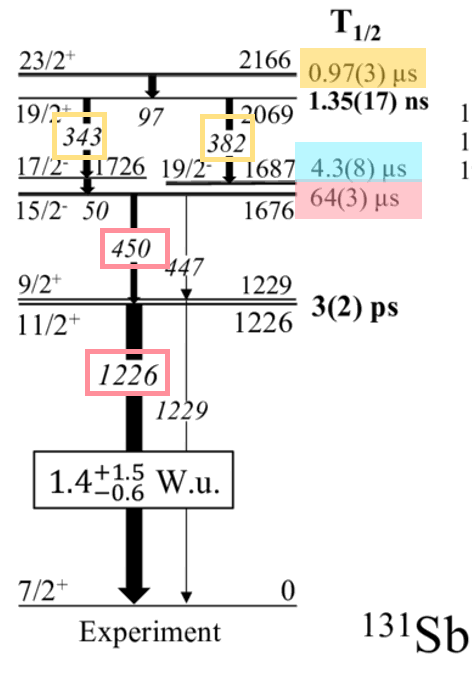 T1/2
23/2+ 2166 0.97(3) μs
19/2+ 97 2069 1.35(17) ns
343 382
17/2- 1726 19/2- 1687 4.3(8) μs
15/2- 50 1676 64(3) μs
450 447
9/2+ 1229
11/2+ 1226 3(2) ps
1226
1229
1.4+1.5−0.6 W.u.
7/2+ 0
Experiment
131Sb
1
1
1